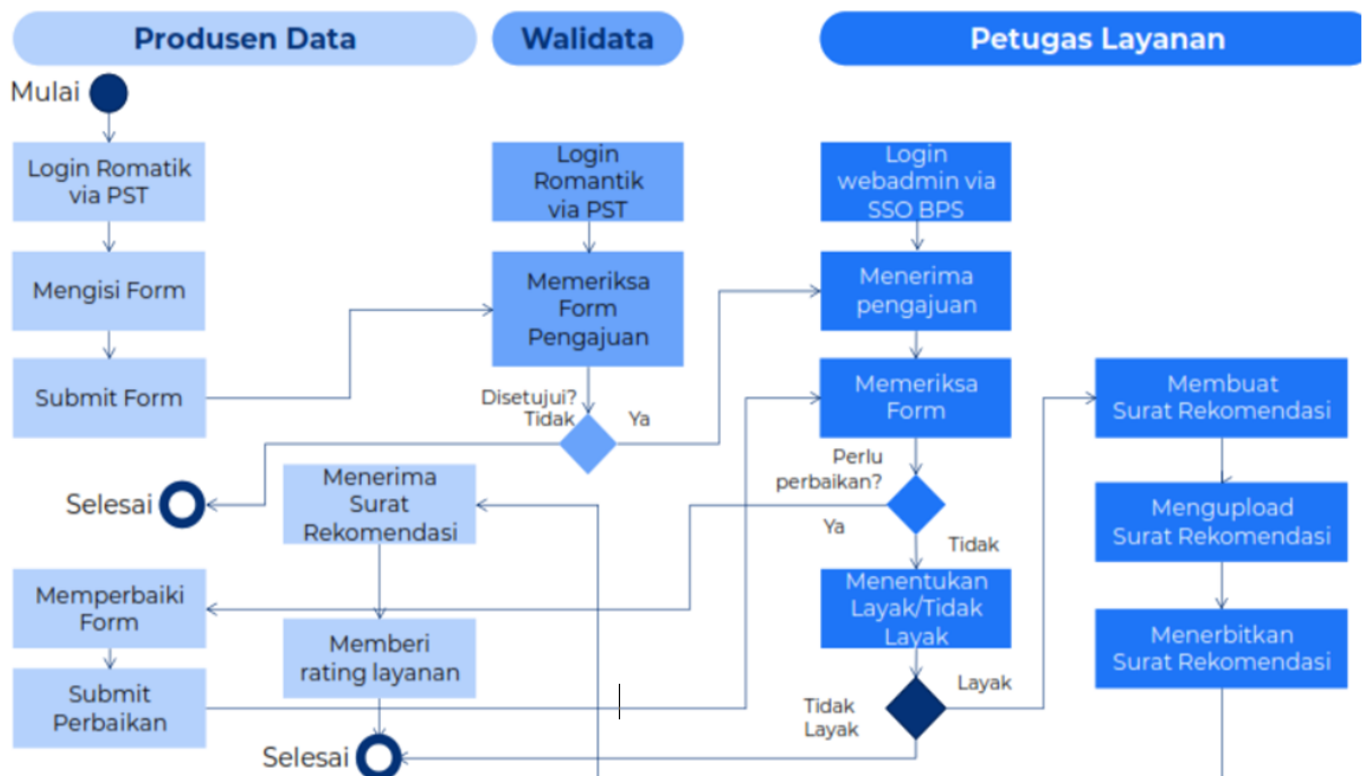 Produsen Data
Walidata
Petugas Layanan
Mulai
Login Romatik
via PST
Mengisi Form
Submit Form
Login
Romantik
via PST
Memeriksa
Form
Pengajuan
Disetujui?
Tidak
Ya
Selesai
Menerima
Surat
Rekomendasi
Memperbaiki
Form
Submit
Perbaikan
Memberi
rating layanan
Selesai
Login
webadmin via
SSO BPS
Menerima
pengajuan
Memeriksa
Form
Perlu
perbaikan?
Ya
Tidak
Menentukan
Layak/Tidak
Layak
Tidak
Layak
Layak
Membuat
Surat Rekomendasi
Mengupload
Surat Rekomendasi
Menerbitkan
Surat Rekomendasi